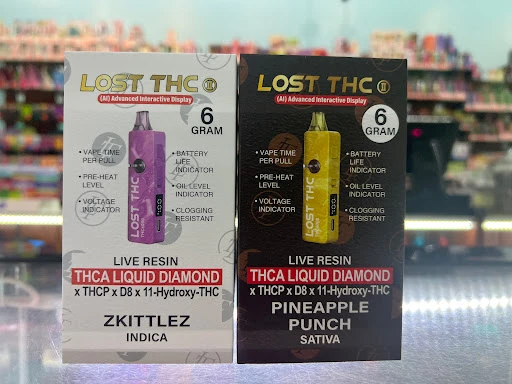 LOST THC II
(AI) Advanced Interactive Display
6
GRAM
• VAPE TIME
PER PULL
• PRE-HEAT
LEVEL
• VOLTAGE
INDICATOR
• BATTERY
LIFE
INDICATOR
• OIL LEVEL
INDICATOR
• CLOGGING
RESISTANT
LOST THC
LIVE RESIN
THCA LIQUID DIAMOND
x THCP x D8 x 11-Hydroxy-THC
ZKITTLEZ
INDICA
LOST THC II
(AI) Advanced Interactive Display
6
GRAM
• VAPE TIME
PER PULL
• PRE-HEAT
LEVEL
• VOLTAGE
INDICATOR
• BATTERY
LIFE
INDICATOR
• OIL LEVEL
INDICATOR
• CLOGGING
RESISTANT
LOST THC
LIVE RESIN
THCA LIQUID DIAMOND
x THCP x D8 x 11-Hydroxy-THC
PINEAPPLE
PUNCH
SATIVA